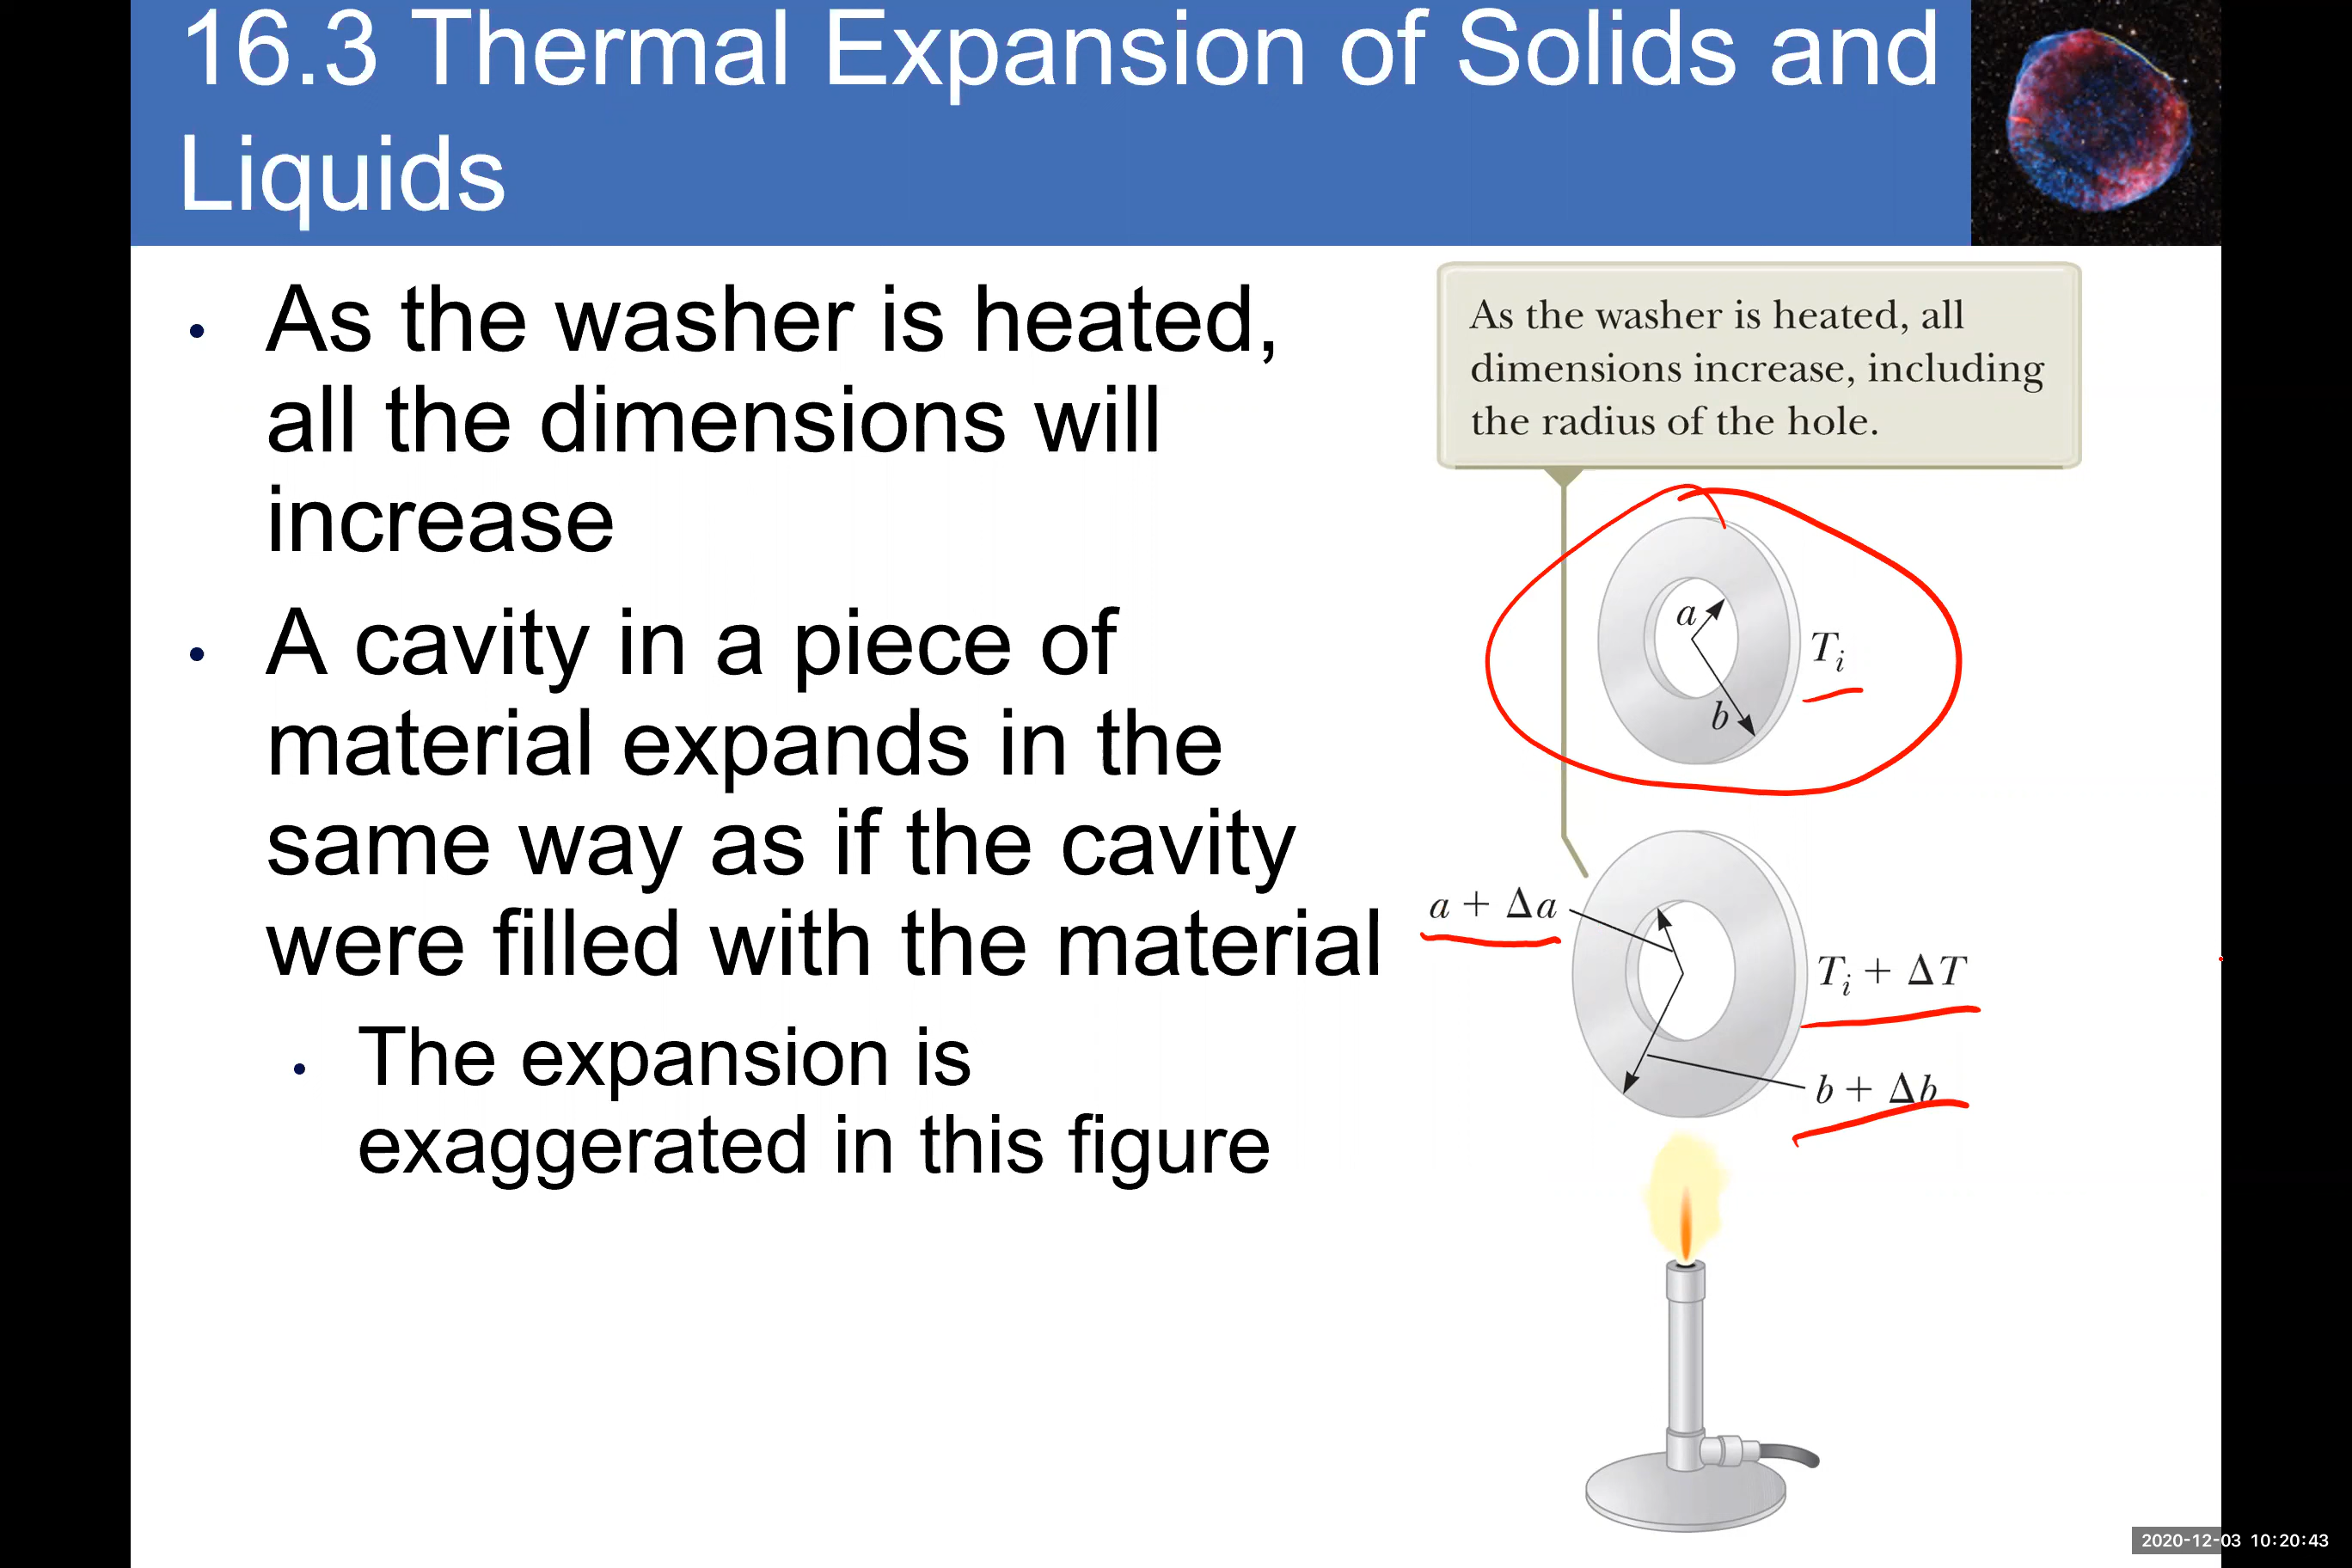 16.3 Thermal Expansion of Solids and
Liquids
• As the washer is heated,
all the dimensions will
increase
• A cavity in a piece of
material expands in the
same way as if the cavity
were filled with the material
• The expansion is
exaggerated in this figure
As the washer is heated, all
dimensions increase, including
the radius of the hole.
a
T_i
b
a + Δa
T_i + ΔT
b + Δb
2020-12-03 10:20:43